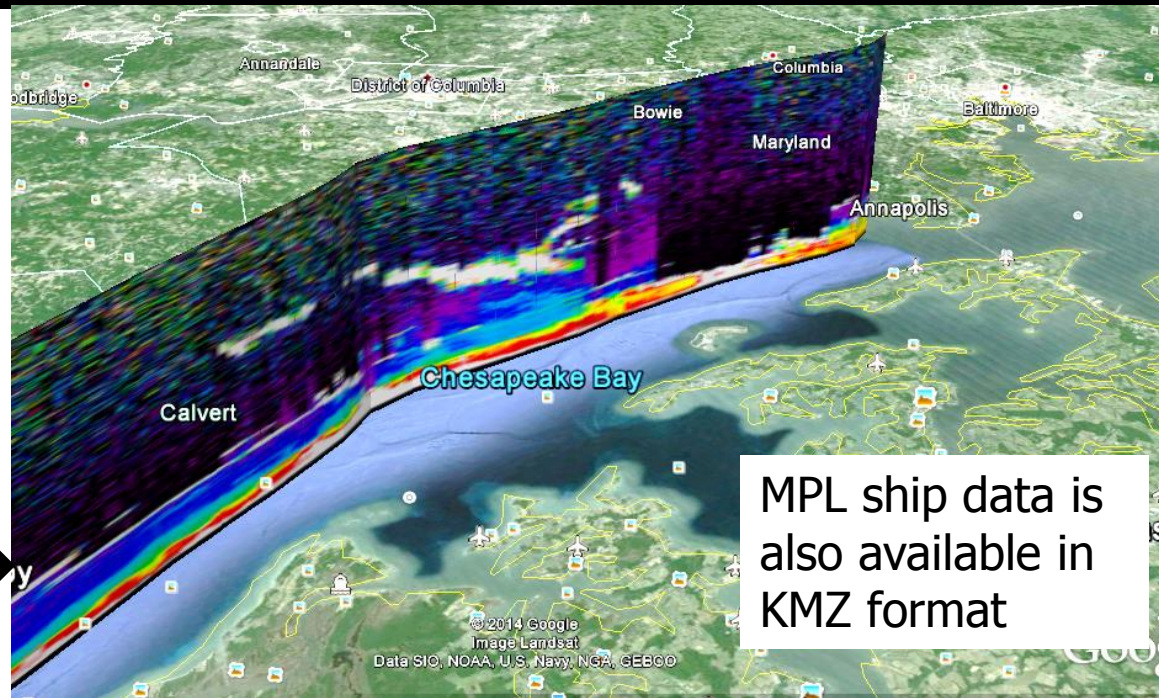 Annandale
District of Columbia
Columbia
odbridge
Bowie
Baltimore
Maryland
Annapolis
Chesapeake Bay
Calvert
MPL ship data is
also available in
KMZ format
y
© 2014 Google
Image Landsat
Data SIO, NOAA, U.S. Navy, NGA, GEBCO
Goo